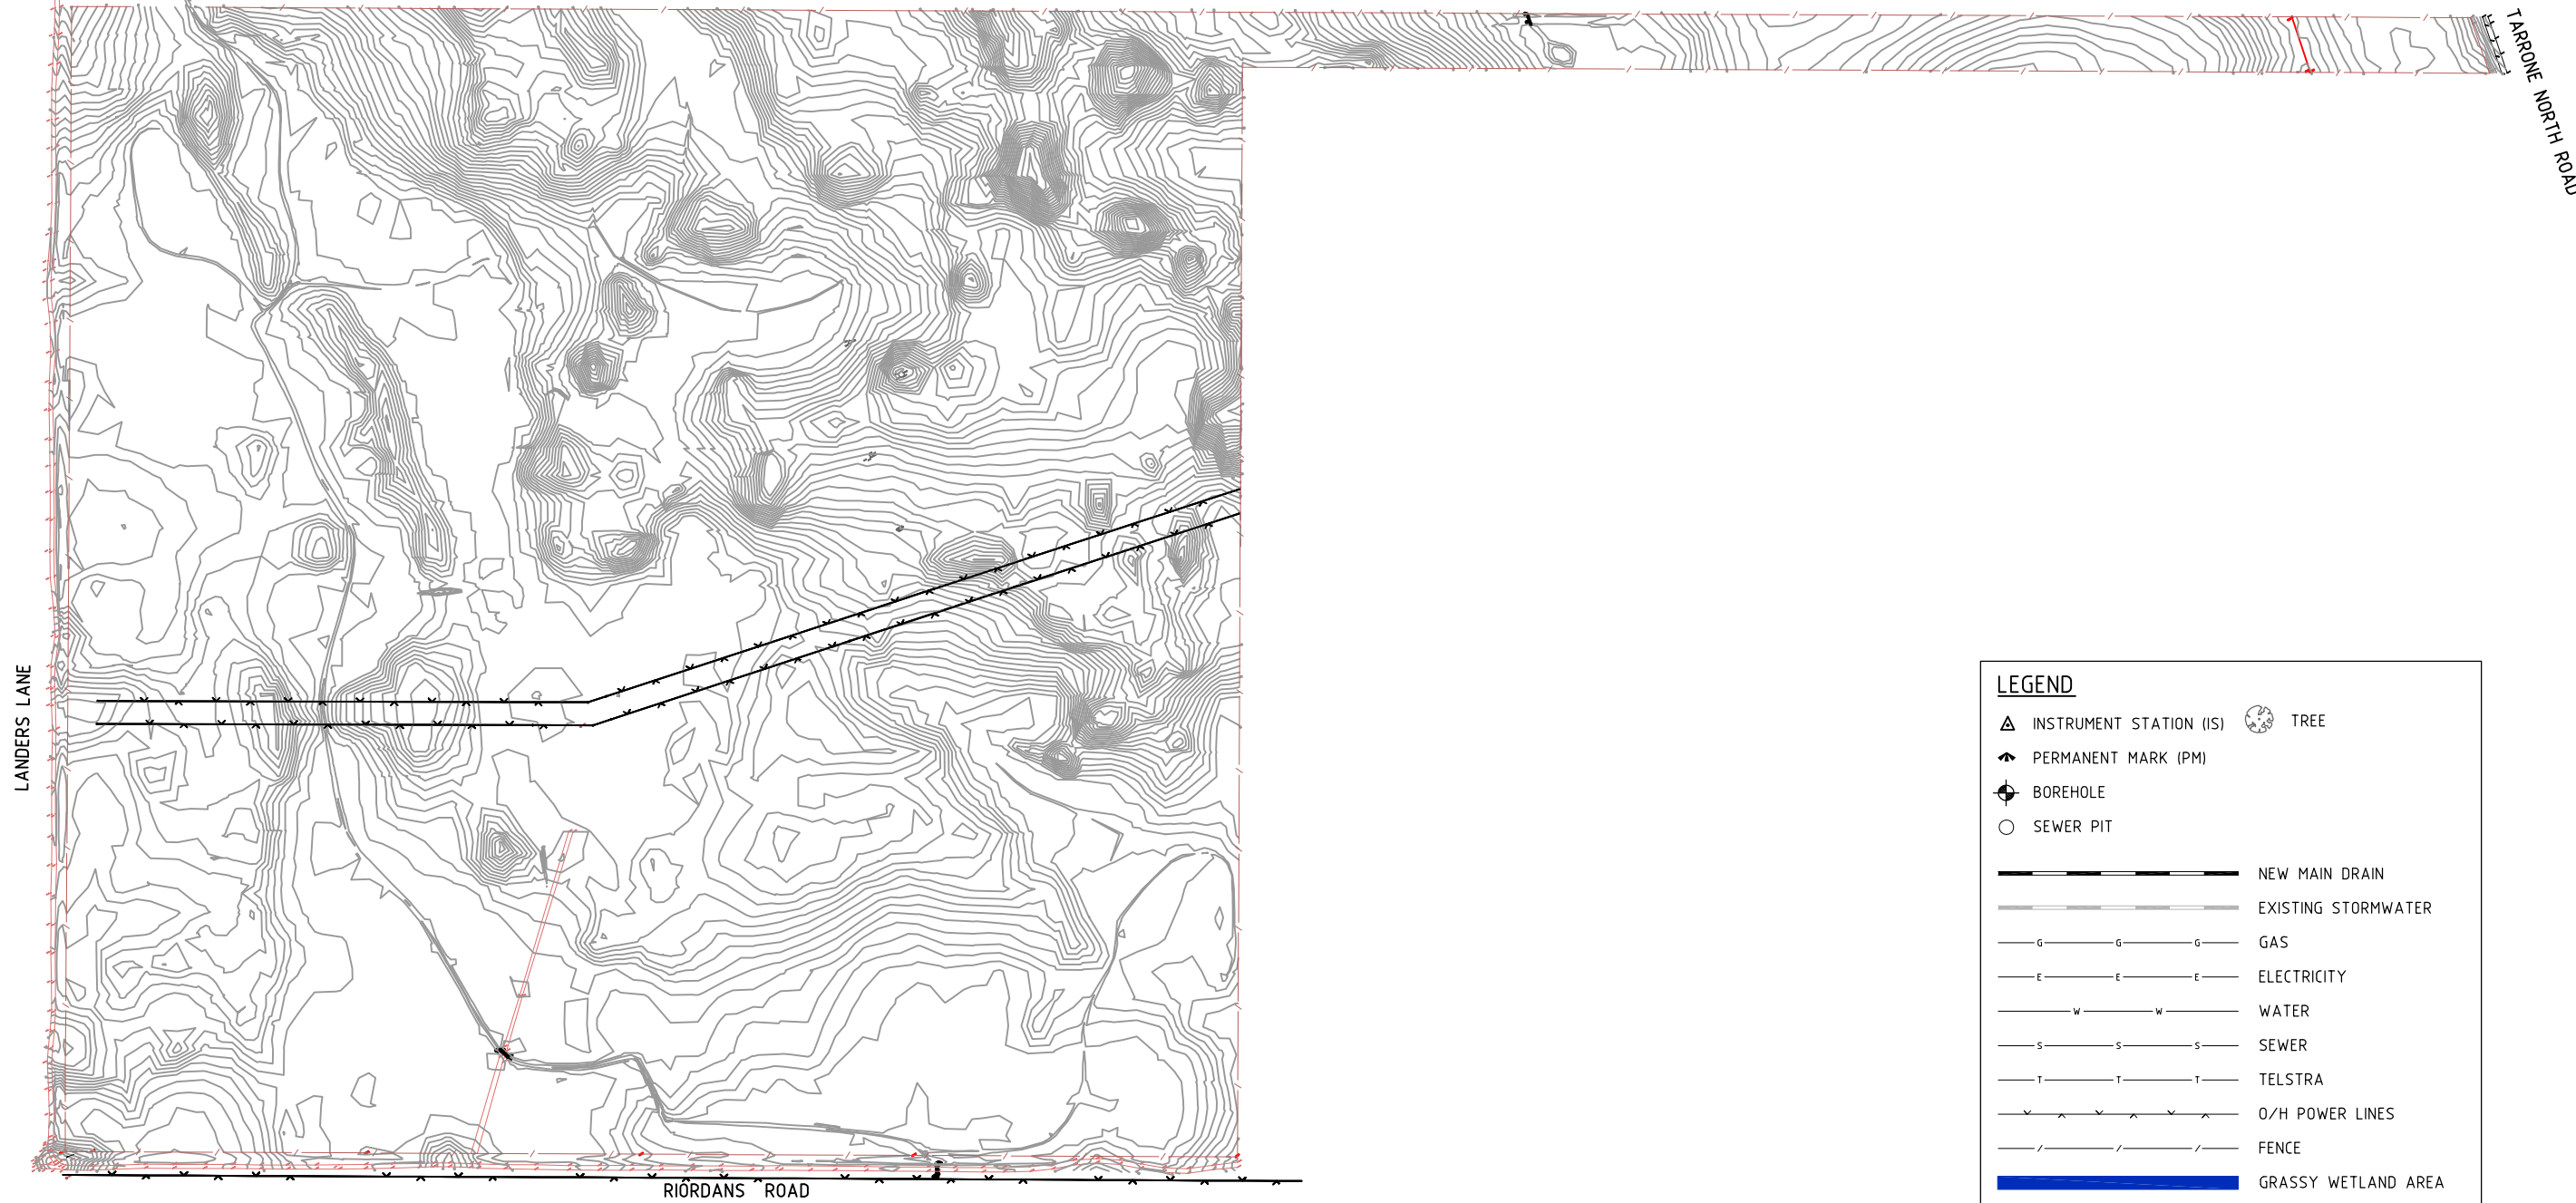 TARRONE NORTH ROAD
LANDERS LANE
RIORDANS ROAD
LEGEND
INSTRUMENT STATION (IS)
TREE
PERMANENT MARK (PM)
BOREHOLE
SEWER PIT
NEW MAIN DRAIN
EXISTING STORMWATER
G G G GAS
E E E ELECTRICITY
W W WATER
S S S SEWER
T T T TELSTRA
O/H POWER LINES
FENCE
GRASSY WETLAND AREA